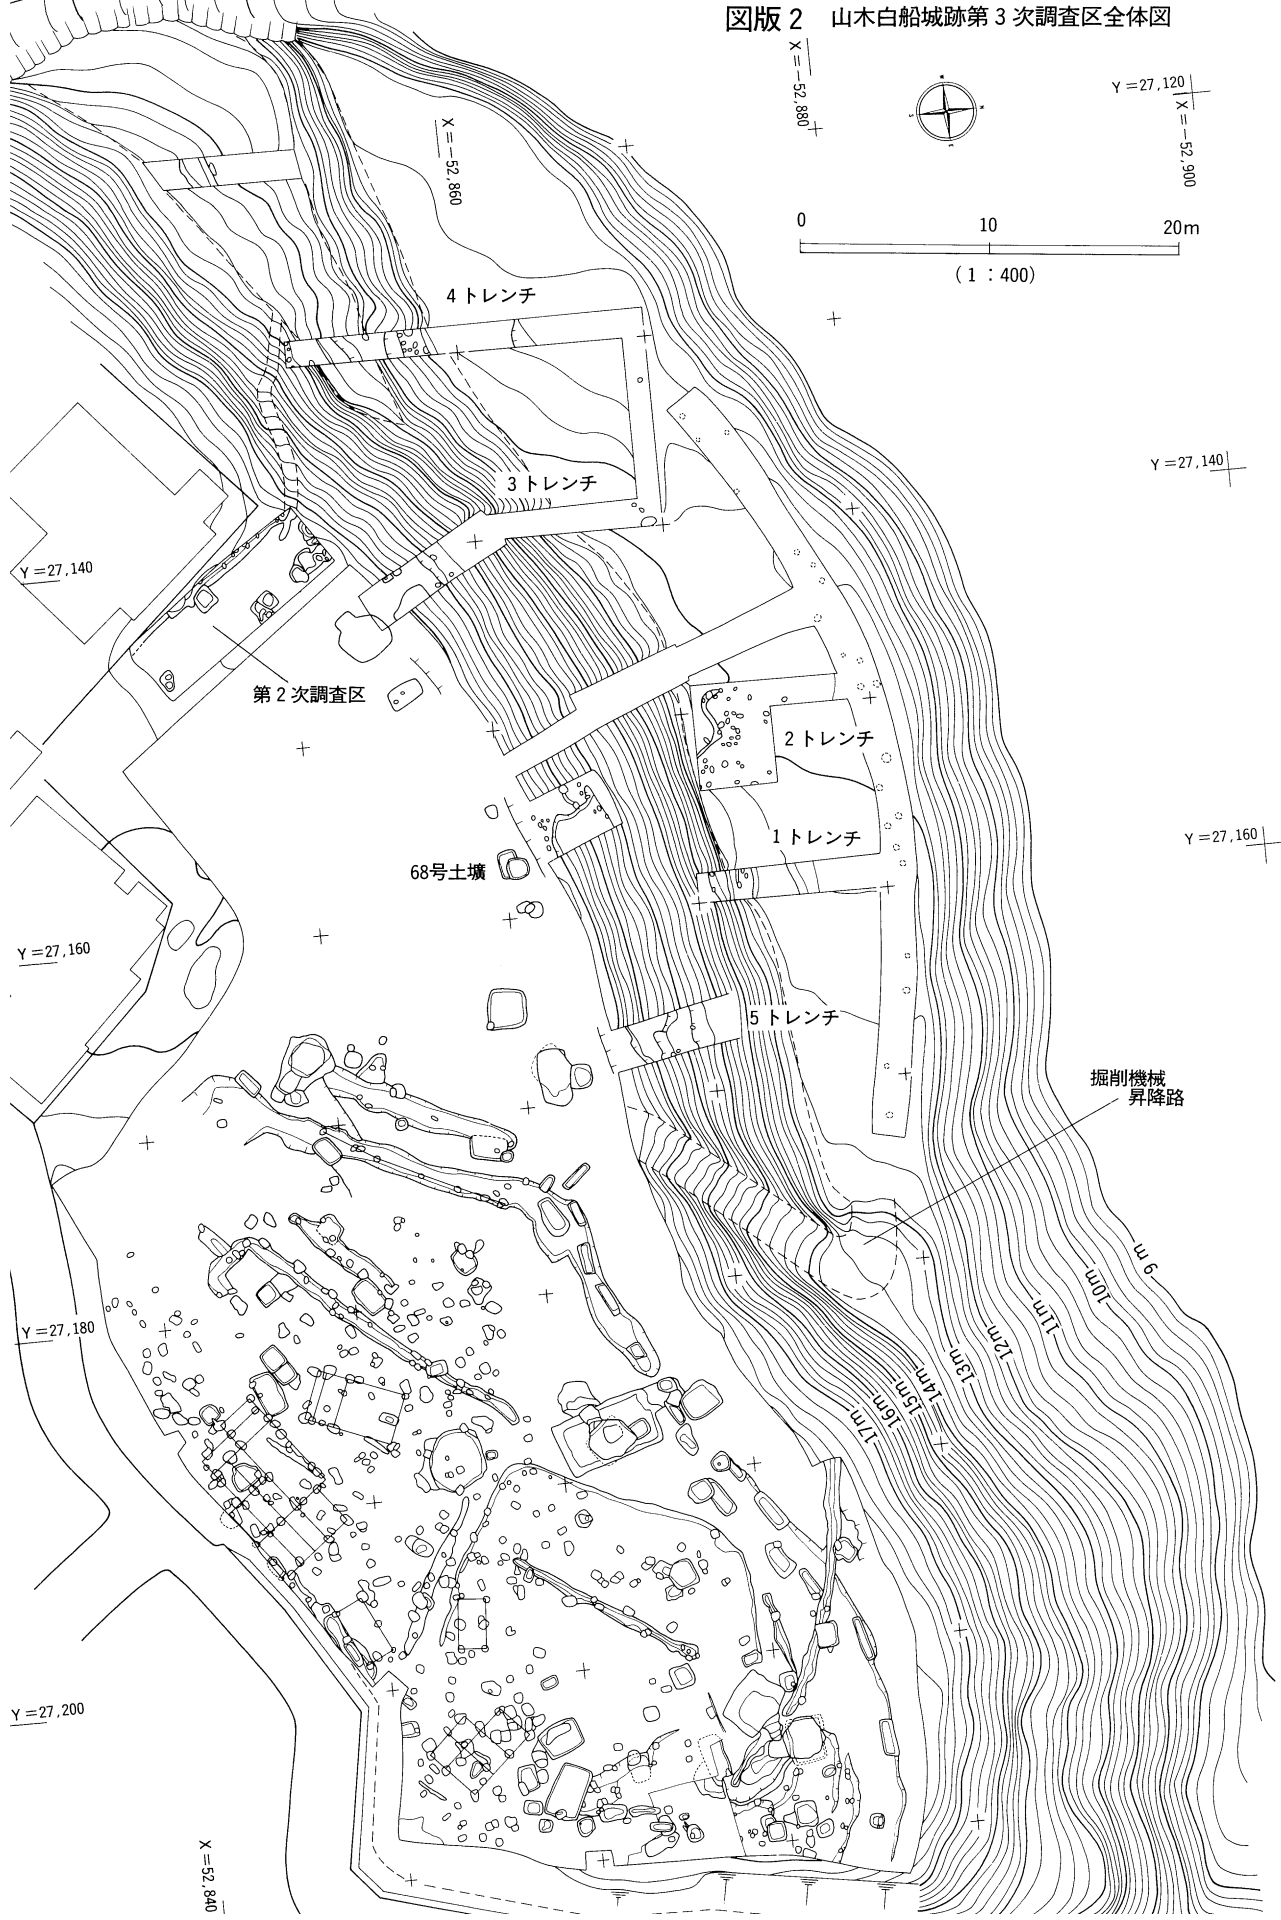 図版2　山木白船城跡第3次調査区全体図
X=-52,880
Y=27,120
X=-52,900
X=-52,860
0 10 20m
(1:400)
4トレンチ
3トレンチ
Y=27,140
Y=27,140
第2次調査区
2トレンチ
1トレンチ
Y=27,160
68号土壙
Y=27,160
5トレンチ
掘削機械
昇降路
9m
10m
11m
12m
13m
14m
15m
16m
17m
Y=27,180
Y=27,200
X=52,840